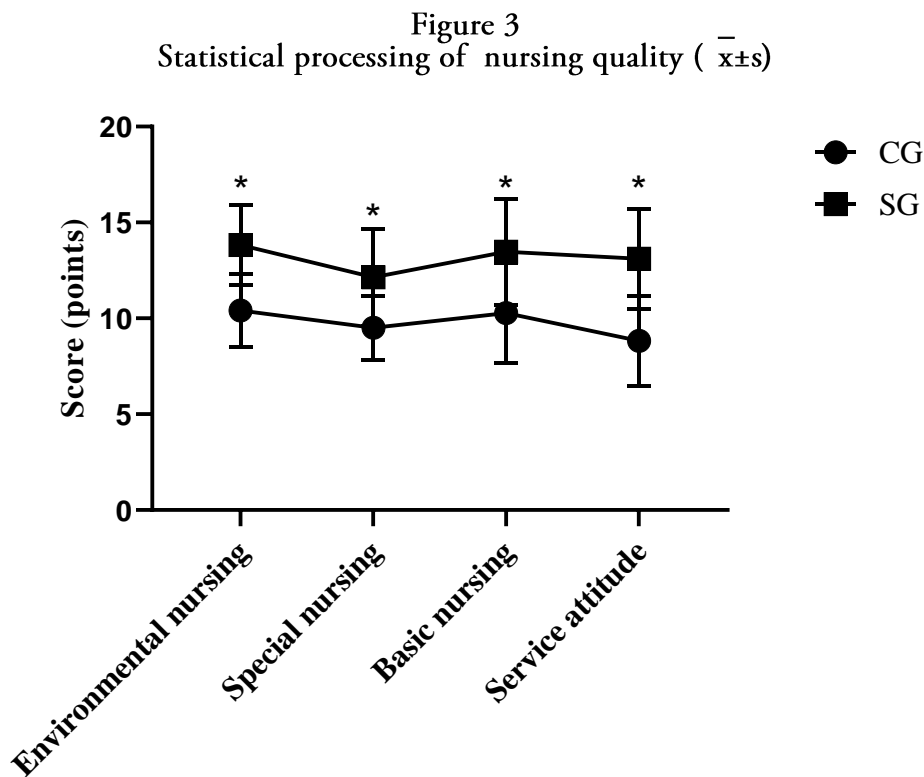 Figure 3
Statistical processing of nursing quality ( x̄±s)
20
15
10
5
0
Score (points)
*
*
*
*
CG
SG
Environmental nursing
Special nursing
Basic nursing
Service attitude